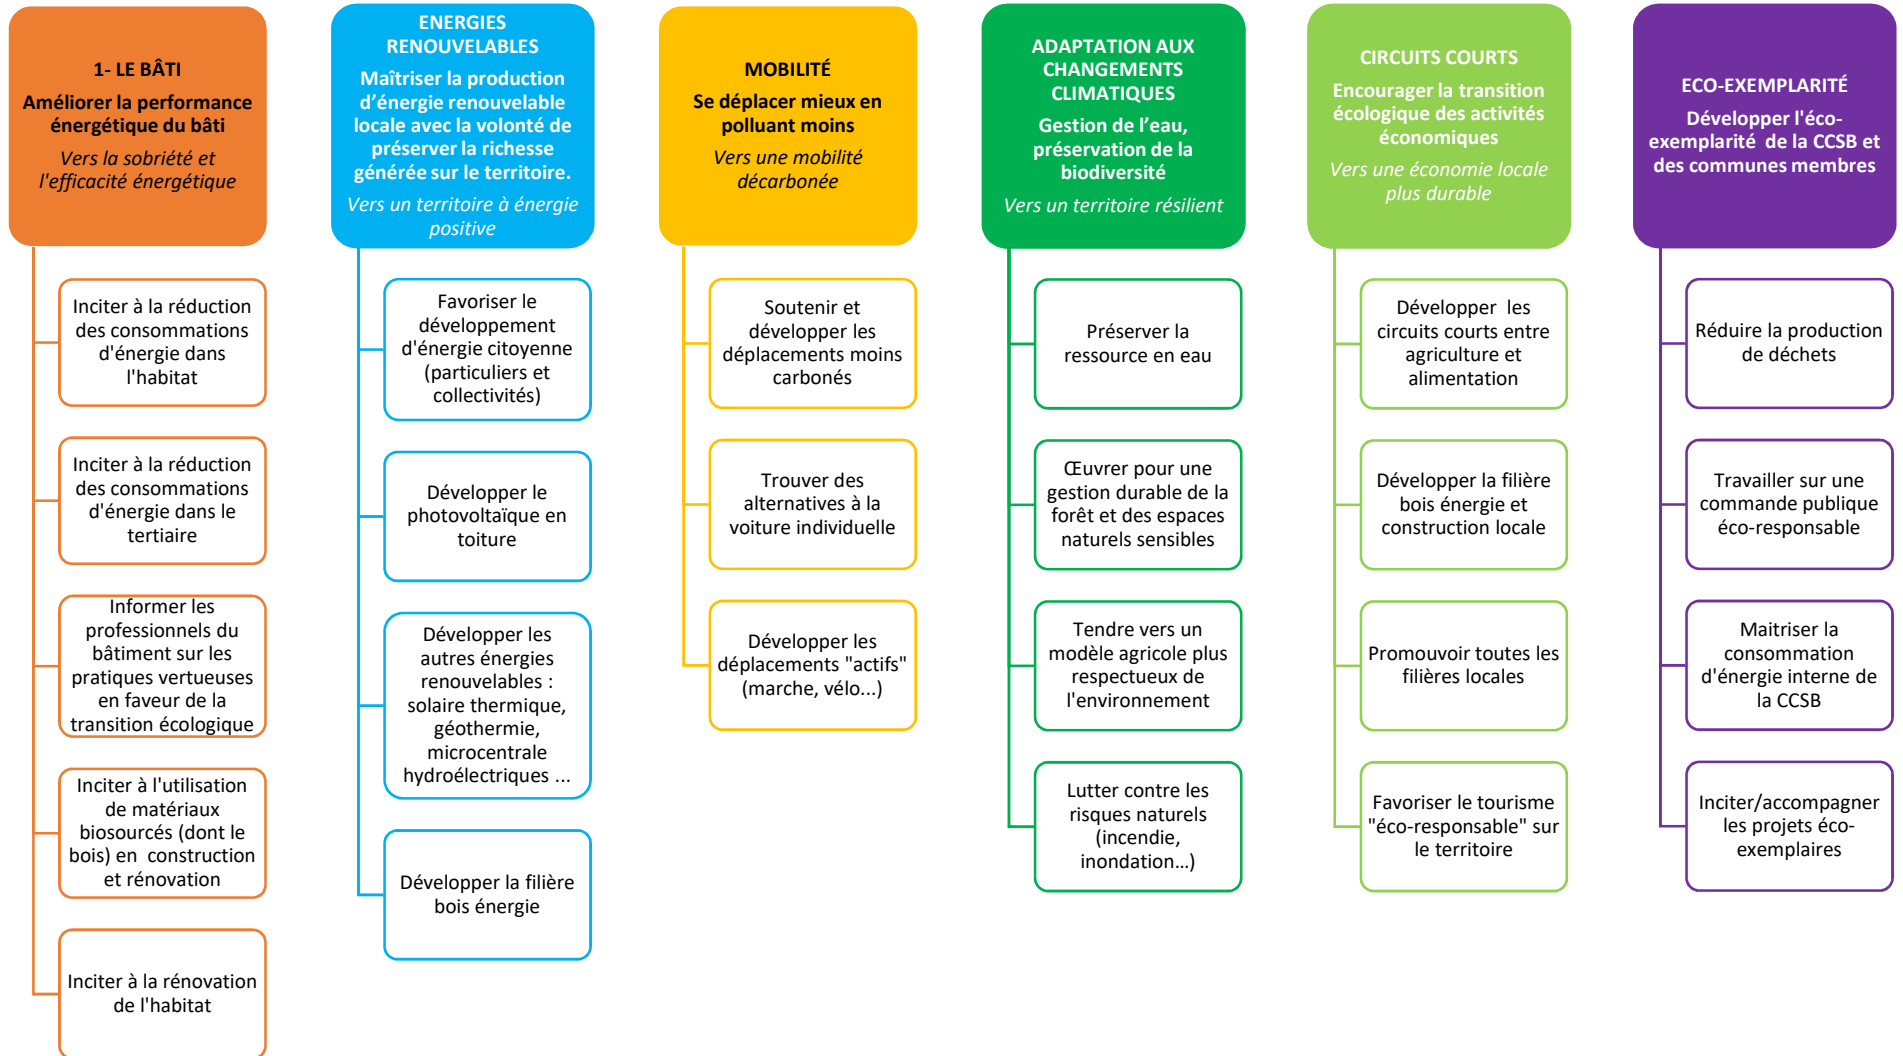 1- LE BÂTI
Améliorer la performance
énergétique du bâti
Vers la sobriété et
l'efficacité énergétique
Inciter à la réduction
des consommations
d'énergie dans
l'habitat
Inciter à la réduction
des consommations
d'énergie dans le
tertiaire
Informer les
professionnels du
bâtiment sur les
pratiques vertueuses
en faveur de la
transition écologique
Inciter à l'utilisation
de matériaux
biosourcés (dont le
bois) en construction
et rénovation
Inciter à la rénovation
de l'habitat
ENERGIES
RENOUVELABLES
Maîtriser la production
d’énergie renouvelable
locale avec la volonté de
préserver la richesse
générée sur le territoire.
Vers un territoire à énergie
positive
Favoriser le
développement
d'énergie citoyenne
(particuliers et
collectivités)
Développer le
photovoltaïque en
toiture
Développer les
autres énergies
renouvelables :
solaire thermique,
géothermie,
microcentrale
hydroélectriques ...
Développer la filière
bois énergie
MOBILITÉ
Se déplacer mieux en
polluant moins
Vers une mobilité
décarbonée
Soutenir et
développer les
déplacements moins
carbonés
Trouver des
alternatives à la
voiture individuelle
Développer les
déplacements "actifs"
(marche, vélo...)
ADAPTATION AUX
CHANGEMENTS
CLIMATIQUES
Gestion de l’eau,
préservation de la
biodiversité
Vers un territoire résilient
Préserver la
ressource en eau
Œuvrer pour une
gestion durable de la
forêt et des espaces
naturels sensibles
Tendre vers un
modèle agricole plus
respectueux de
l'environnement
Lutter contre les
risques naturels
(incendie,
inondation…)
CIRCUITS COURTS
Encourager la transition
écologique des activités
économiques
Vers une économie locale
plus durable
Développer les
circuits courts entre
agriculture et
alimentation
Développer la filière
bois énergie et
construction locale
Promouvoir toutes les
filières locales
Favoriser le tourisme
"éco-responsable" sur
le territoire
ECO-EXEMPLARITÉ
Développer l'éco-
exemplarité de la CCSB et
des communes membres
Réduire la production
de déchets
Travailler sur une
commande publique
éco-responsable
Maitriser la
consommation
d'énergie interne de
la CCSB
Inciter/accompagner
les projets éco-
exemplaires